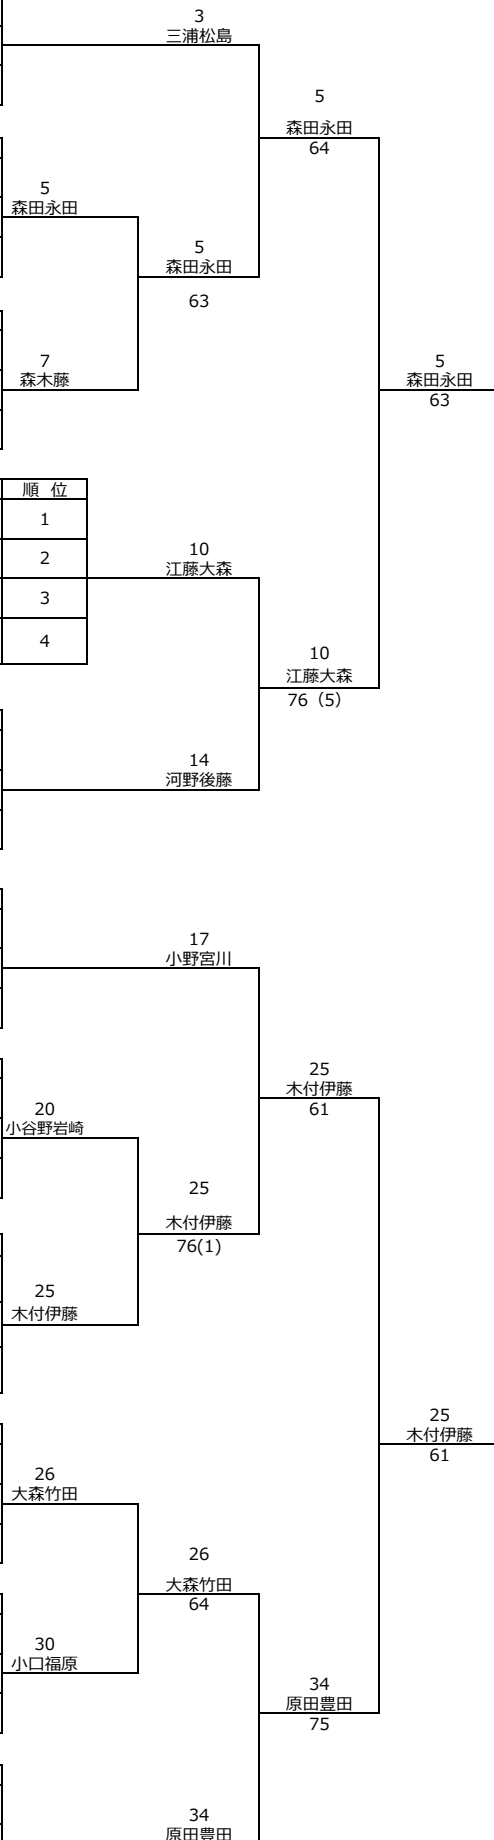 3
三浦松島
5
森田永田
64
5
森田永田
5
森田永田
63
7
森木藤
5
森田永田
63
順 位
1
2
3
4
10
江藤大森
10
江藤大森
76（5）
14
河野後藤
17
小野宮川
25
木付伊藤
61
20
小谷野岩崎
25
木付伊藤
76(1)
25
木付伊藤
25
木付伊藤
61
26
大森竹田
26
大森竹田
64
30
小口福原
34
原田豊田
75
34
原田豊田